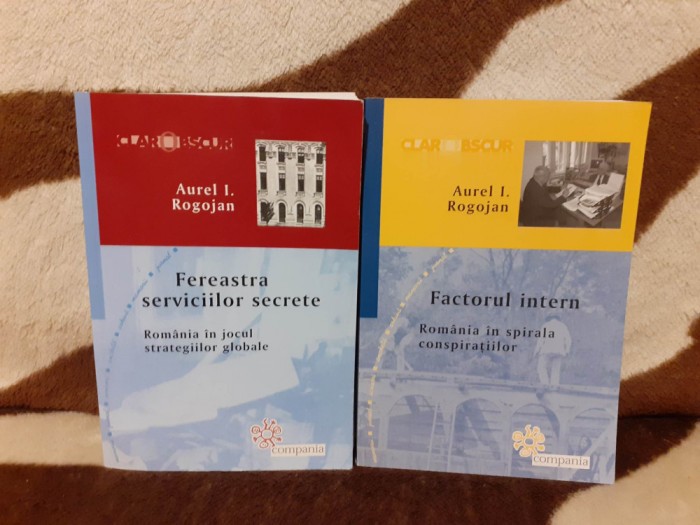 CLAR OBSCUR
Aurel I.
Rogojan
Fereastra
serviciilor secrete
România în jocul
strategiilor globale
compania
CLAR OBSCUR
Aurel I.
Rogojan
Factorul intern
România în spirala
conspirațiilor
compania